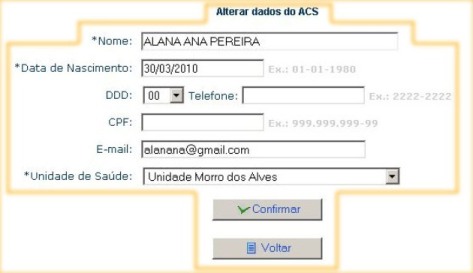 Alterar dados do ACS
*Nome: ALANA ANA PEREIRA
*Data de Nascimento: 30/03/2010 Ex.: 01-01-1980
DDD: 00 Telefone: Ex.: 2222-2222
CPF: Ex.: 999.999.999-99
E-mail: alanana@gmail.com
*Unidade de Saúde: Unidade Morro dos Alves
Confirmar
Voltar